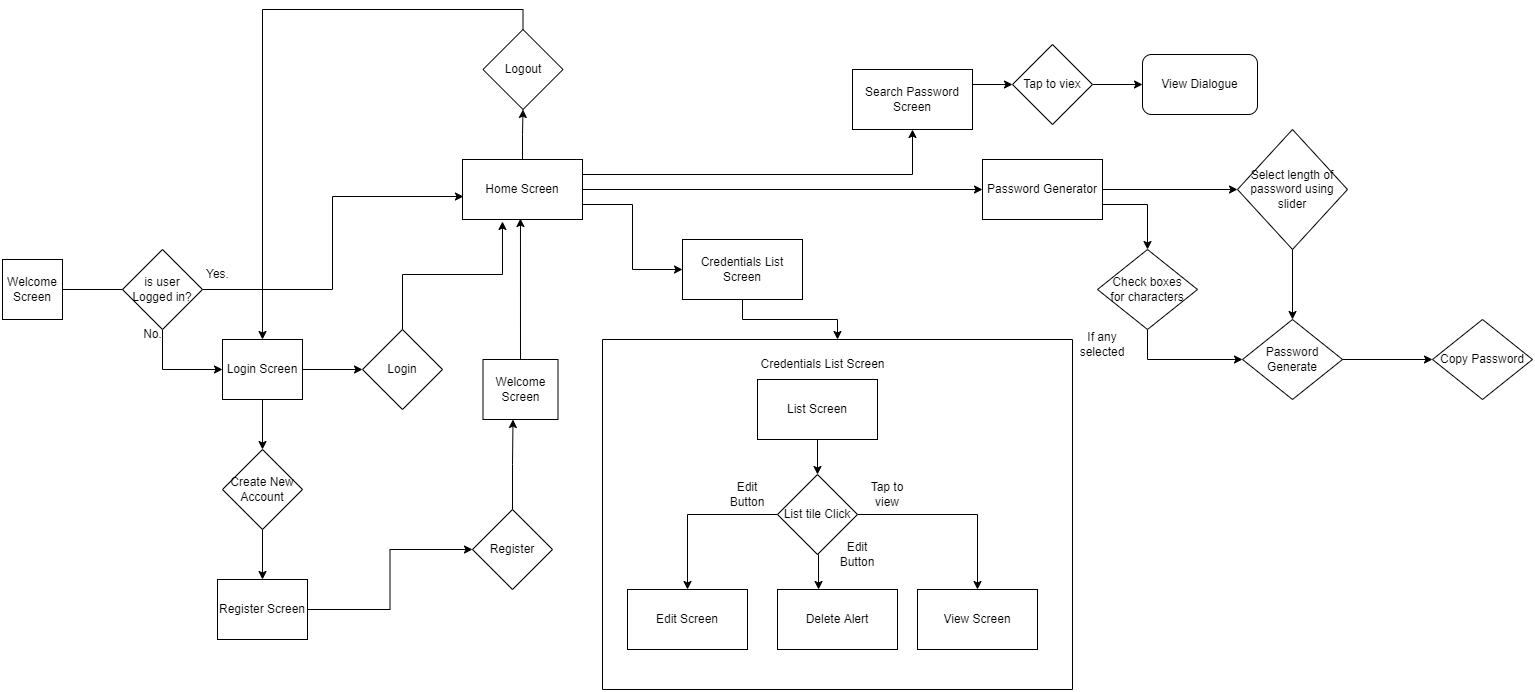 Logout
Tap to viex
View Dialogue
Search Password
Screen
Home Screen
Password Generator
Select length of
password using
slider
Welcome
Screen
is user
Logged in?
Yes.
No.
Credentials List
Screen
Check boxes
for characters
If any
selected
Password
Generate
Copy Password
Login Screen
Login
Welcome
Screen
Credentials List Screen
List Screen
Create New
Account
Edit
Button
Tap to
view
List tile Click
Edit
Button
Register
Register Screen
Edit Screen
Delete Alert
View Screen